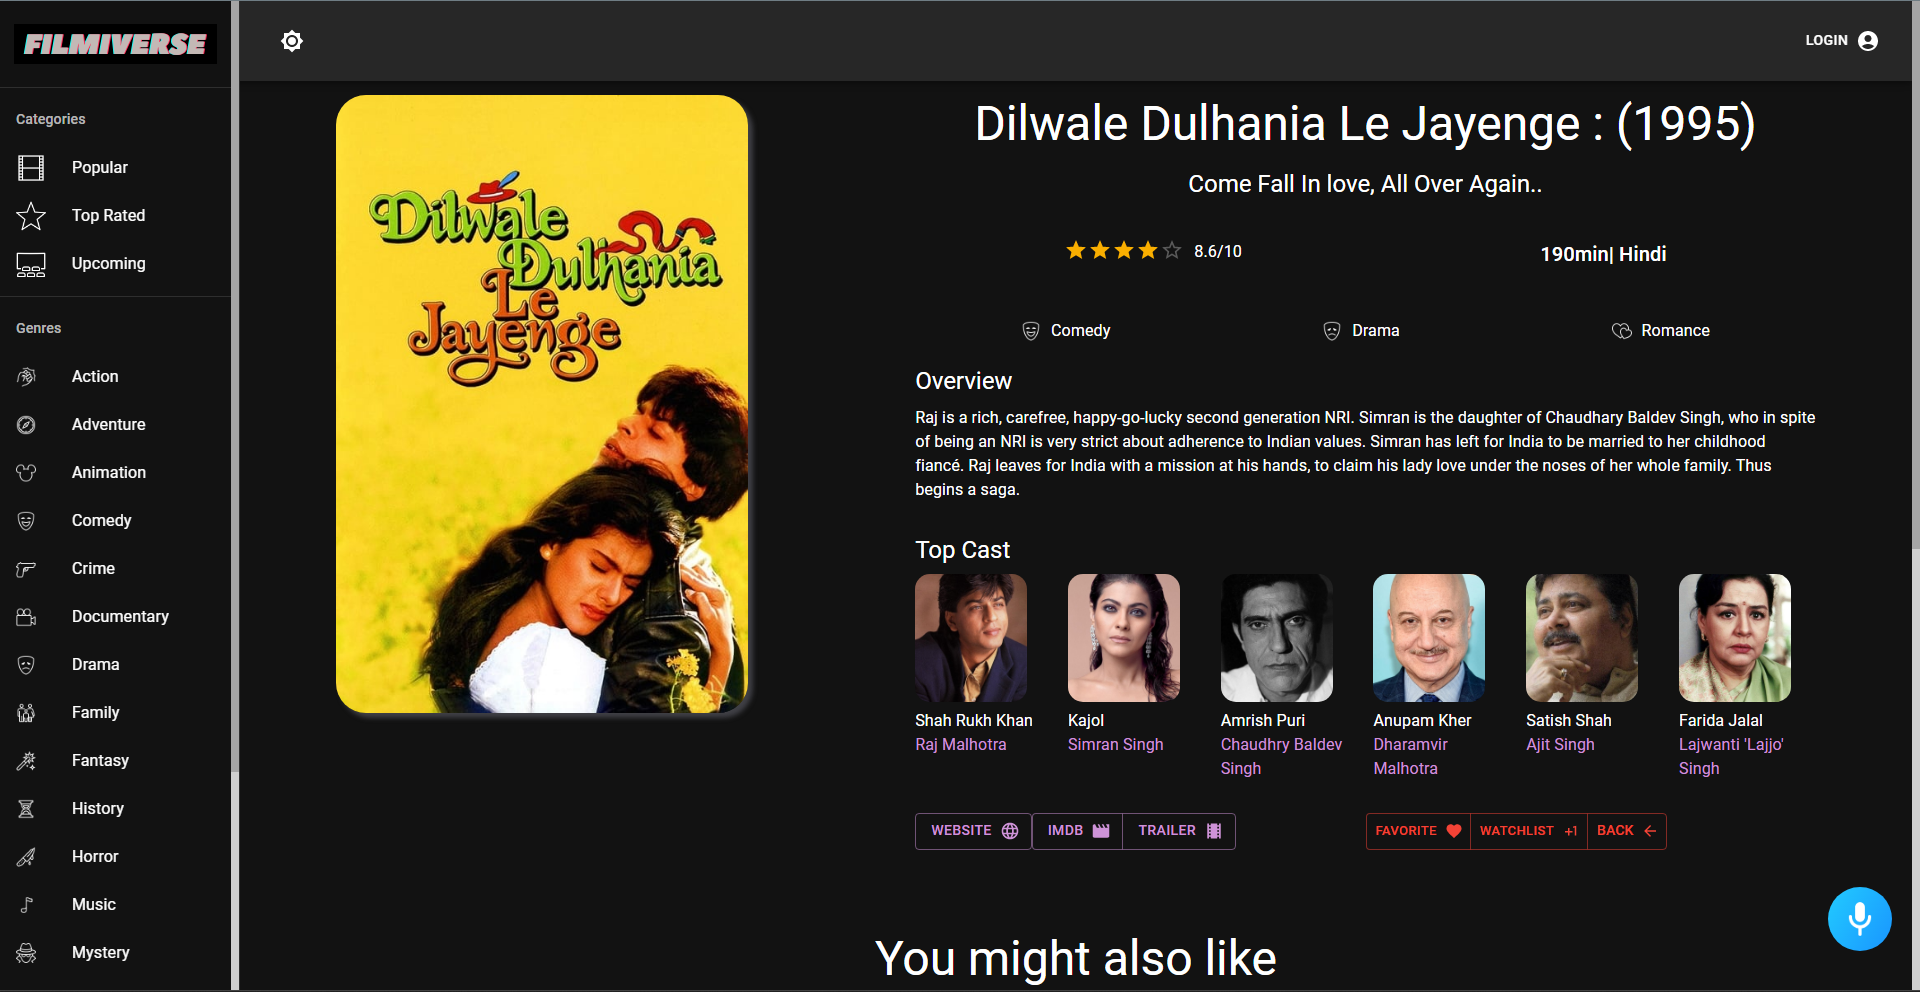 FILMIVERSE
LOGIN
Categories
Popular
Top Rated
Upcoming
Genres
Action
Adventure
Animation
Comedy
Crime
Documentary
Drama
Family
Fantasy
History
Horror
Music
Mystery
Dilwale
Dulhania
Le
Jayenge
Dilwale Dulhania Le Jayenge : (1995)
Come Fall In love, All Over Again..
8.6/10
190min| Hindi
Comedy
Drama
Romance
Overview
Raj is a rich, carefree, happy-go-lucky second generation NRI. Simran is the daughter of Chaudhary Baldev Singh, who in spite
of being an NRI is very strict about adherence to Indian values. Simran has left for India to be married to her childhood
fiancé. Raj leaves for India with a mission at his hands, to claim his lady love under the noses of her whole family. Thus
begins a saga.
Top Cast
Shah Rukh Khan
Raj Malhotra
Kajol
Simran Singh
Amrish Puri
Chaudhry Baldev
Singh
Anupam Kher
Dharamvir
Malhotra
Satish Shah
Ajit Singh
Farida Jalal
Lajwanti 'Lajjo'
Singh
WEBSITE
IMDB
TRAILER
FAVORITE
WATCHLIST +1
BACK
You might also like